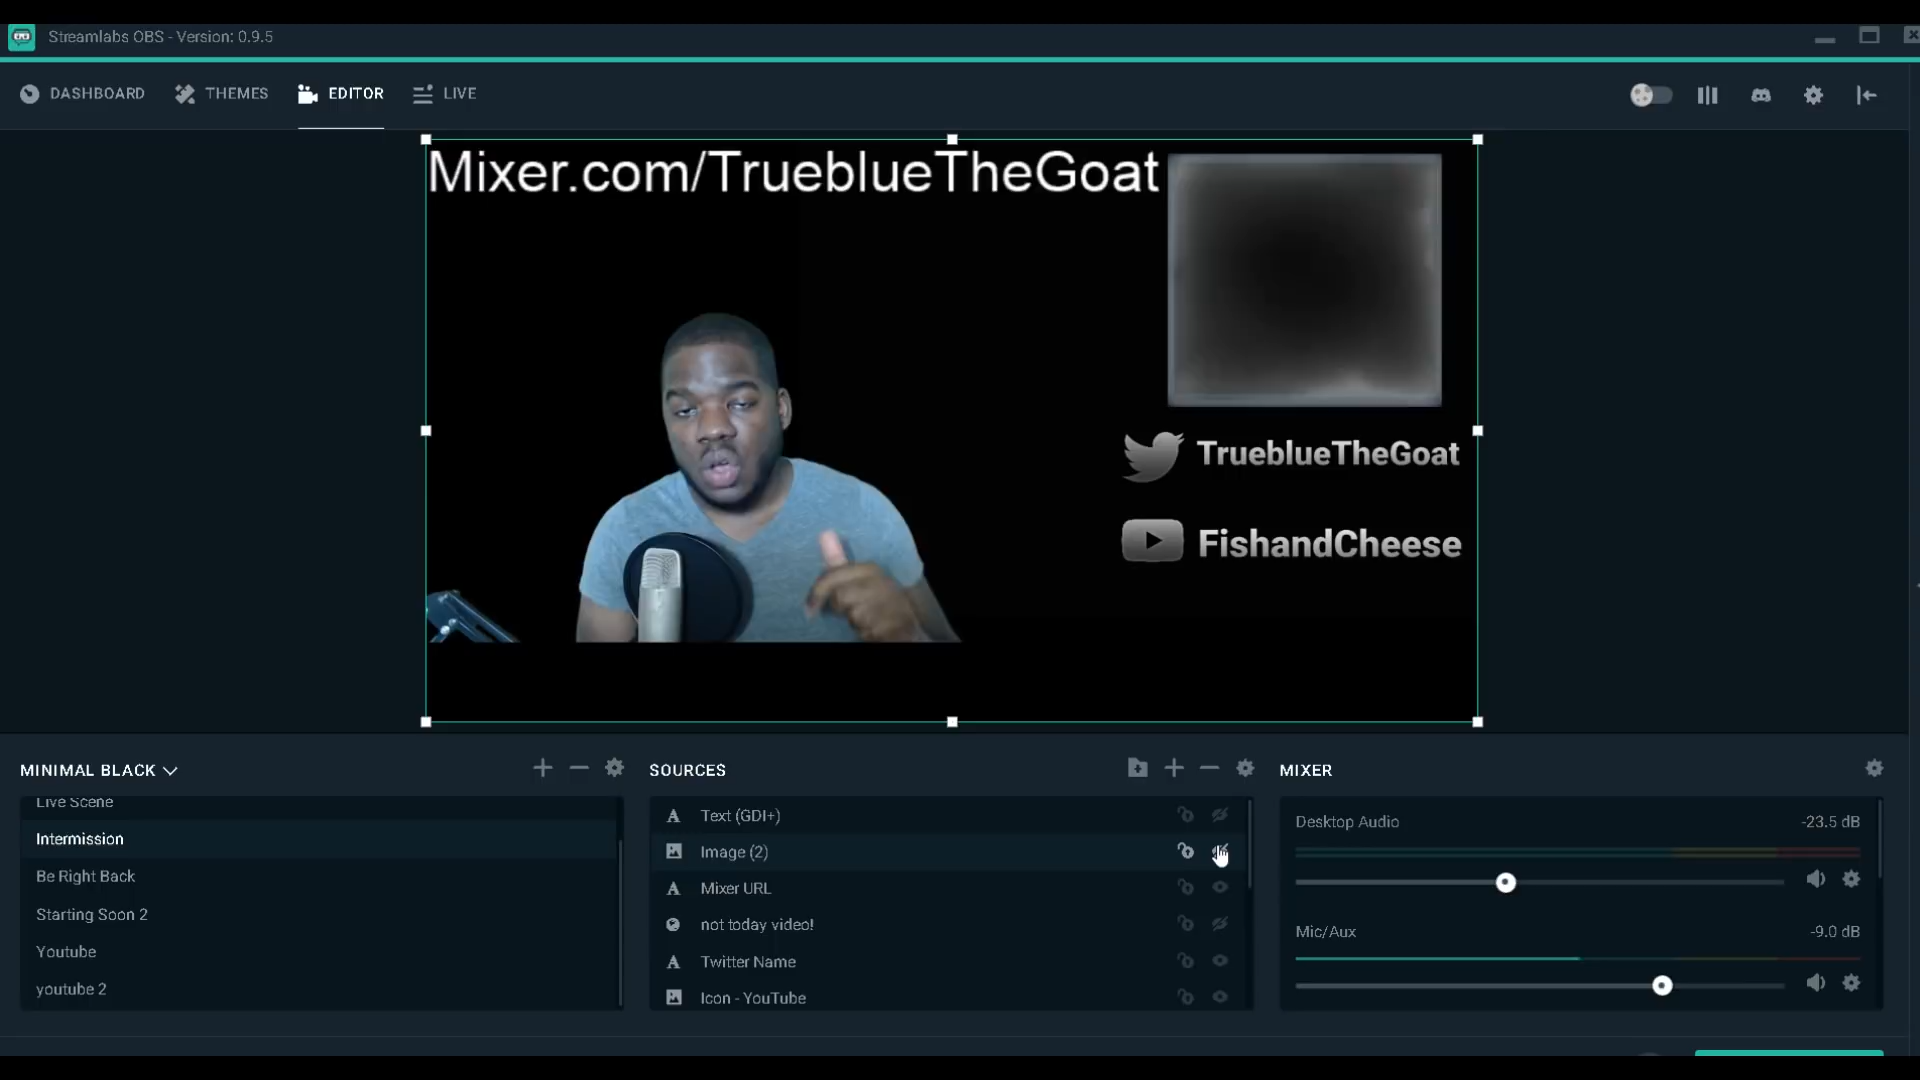 Streamlabs OBS - Version: 0.9.5
DASHBOARD
THEMES
EDITOR
LIVE
Mixer.com/TrueblueTheGoat
TrueblueTheGoat
FishandCheese
MINIMAL BLACK
Live Scene
Intermission
Be Right Back
Starting Soon 2
Youtube
youtube 2
SOURCES
Text (GDI+)
Image (2)
Mixer URL
not today video!
Twitter Name
Icon - YouTube
MIXER
Desktop Audio
-23.5 dB
Mic/Aux
-9.0 dB